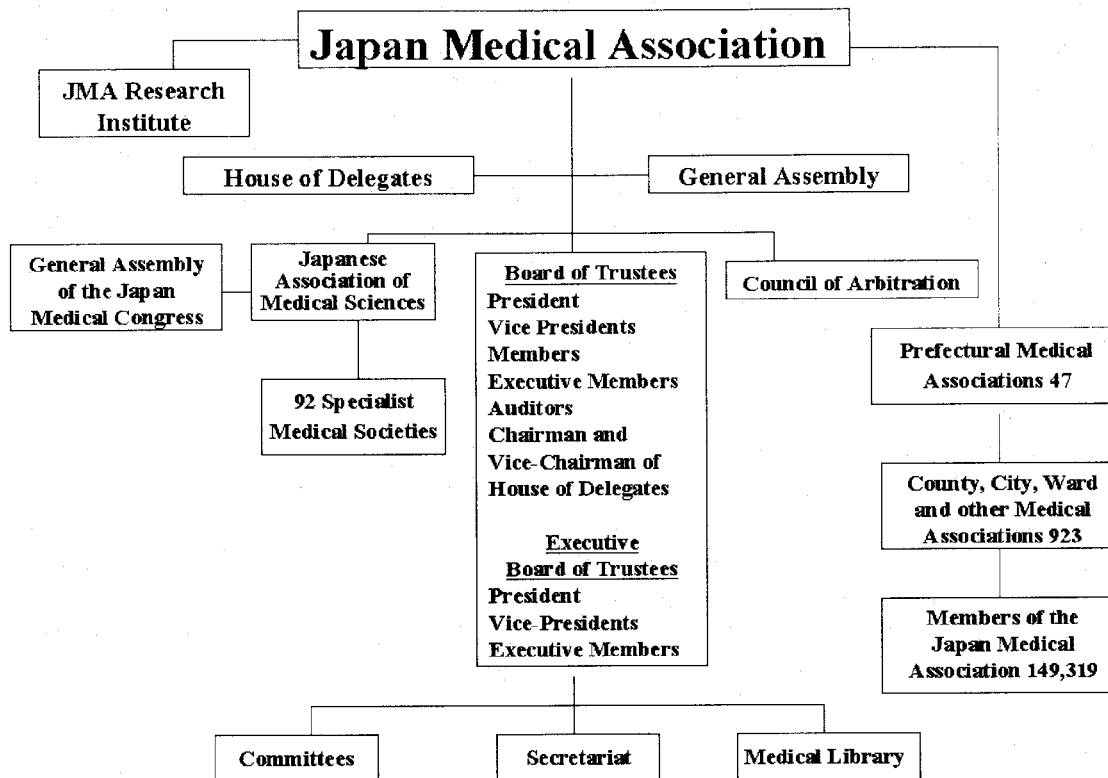 Japan Medical Association
JMA Research
Institute
House of Delegates
General Assembly
General Assembly
of the Japan
Medical Congress
Japanese
Association of
Medical Sciences
92 Specialist
Medical Societies
Board of Trustees
President
Vice Presidents
Members
Executive Members
Auditors
Chairman and
Vice-Chairman of
House of Delegates
Executive
Board of Trustees
President
Vice-Presidents
Executive Members
Council of Arbitration
Prefectural Medical
Associations 47
County, City, Ward
and other Medical
Associations 923
Members of the
Japan Medical
Association 149,319
Committees
Secretariat
Medical Library